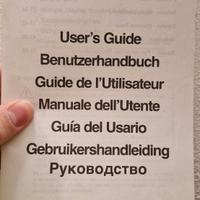 User's Guide
Benutzerhandbuch
Guide de l'Utilisateur
Manuale dell'Utente
Guía del Usario
Gebruikershandleiding
Руководство